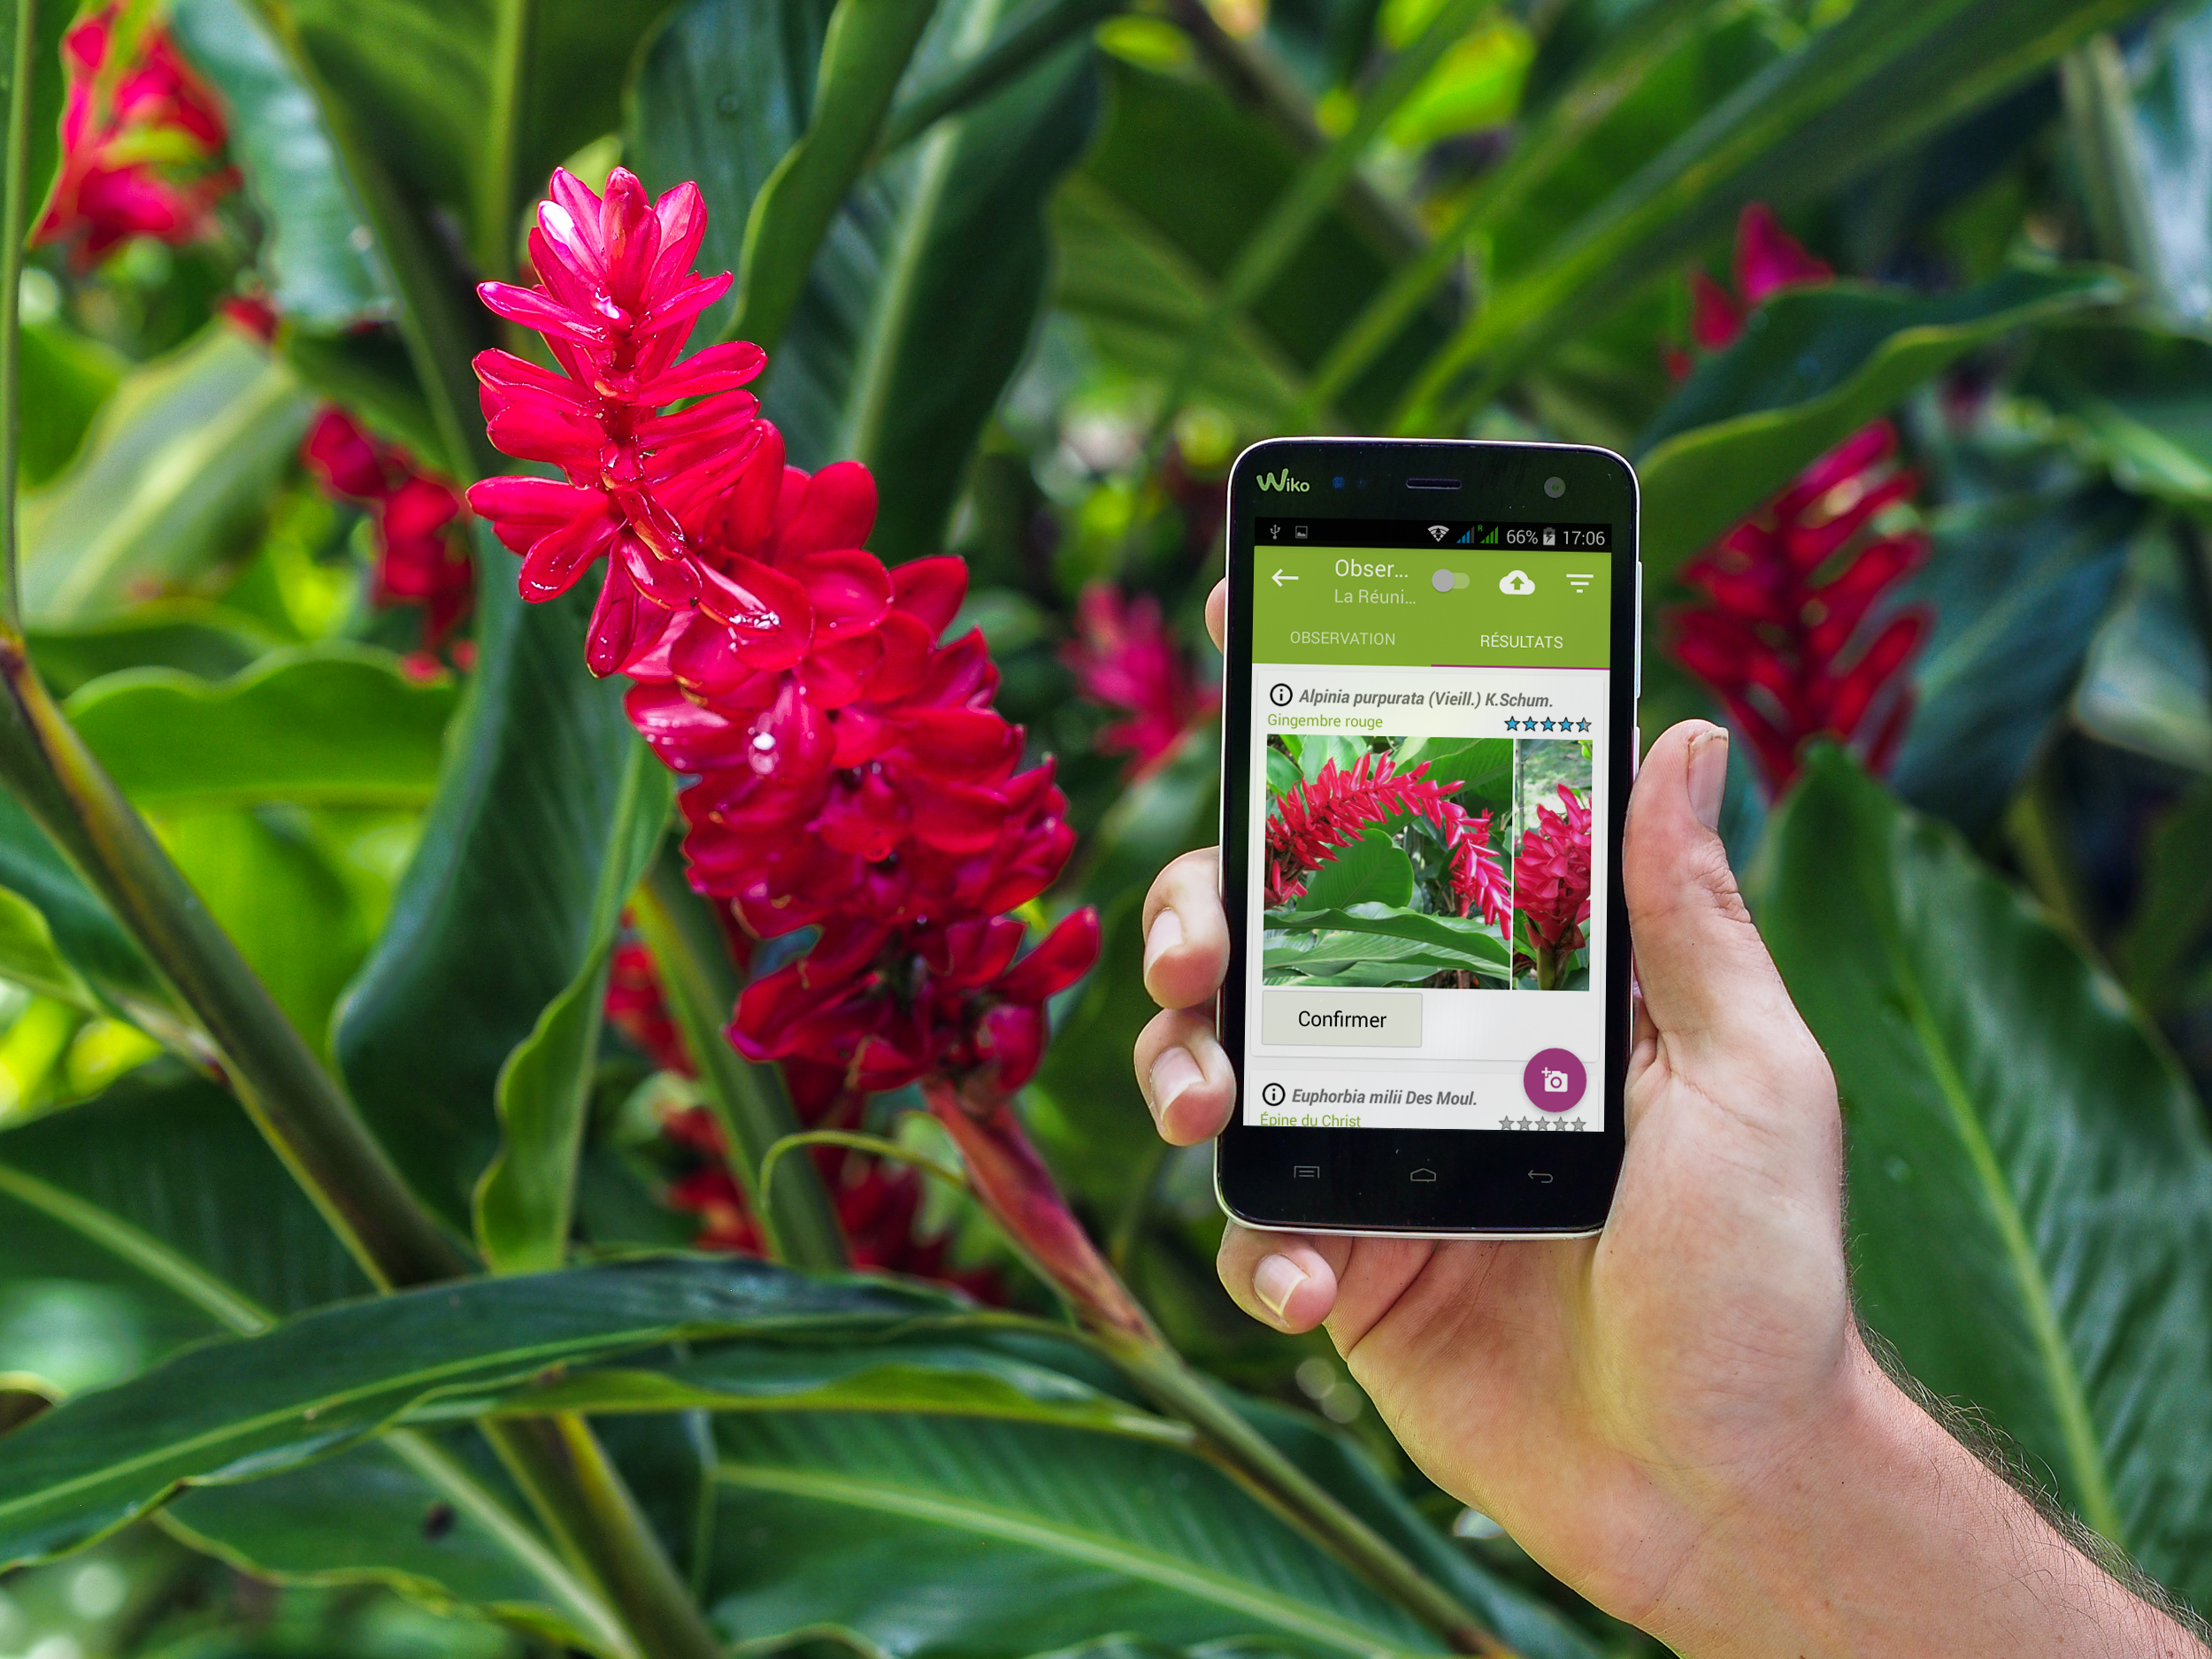 Wiko
66% 17:06
Obser...
La Réuni...
OBSERVATION RÉSULTATS
Alpinia purpurata (Vieill.) K.Schum.
Gingembre rouge
Confirmer
Euphorbia milii Des Moul.
Épine du Christ